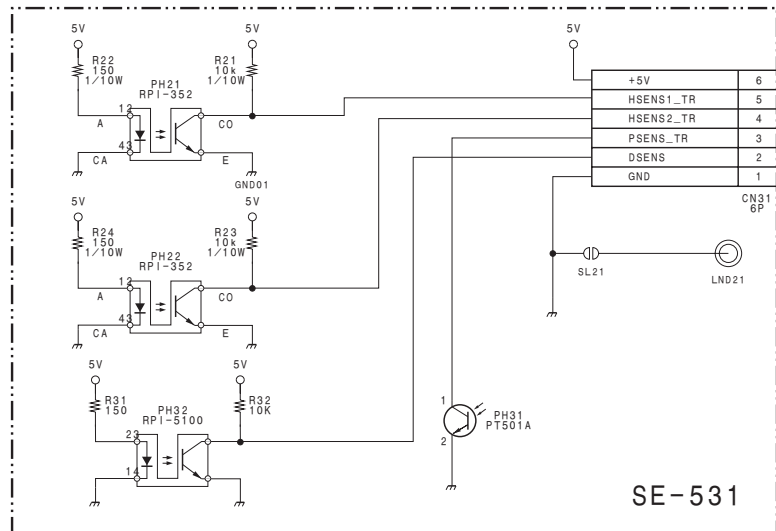 5V
5V
5V
R22
150
1/10W
R21
10k
1/10W
PH21
RPI-352
12
A
CO
43
CA
E
GND01
+5V 6
HSENS1_TR 5
HSENS2_TR 4
PSENS_TR 3
DSENS 2
GND 1
CN31
6P
5V
5V
R24
150
1/10W
R23
10k
1/10W
PH22
RPI-352
12
A
CO
43
CA
E
SL21
LND21
5V
5V
R31
150
R32
10K
PH32
RPI-5100
23
14
1
2
PH31
PT501A
SE-531